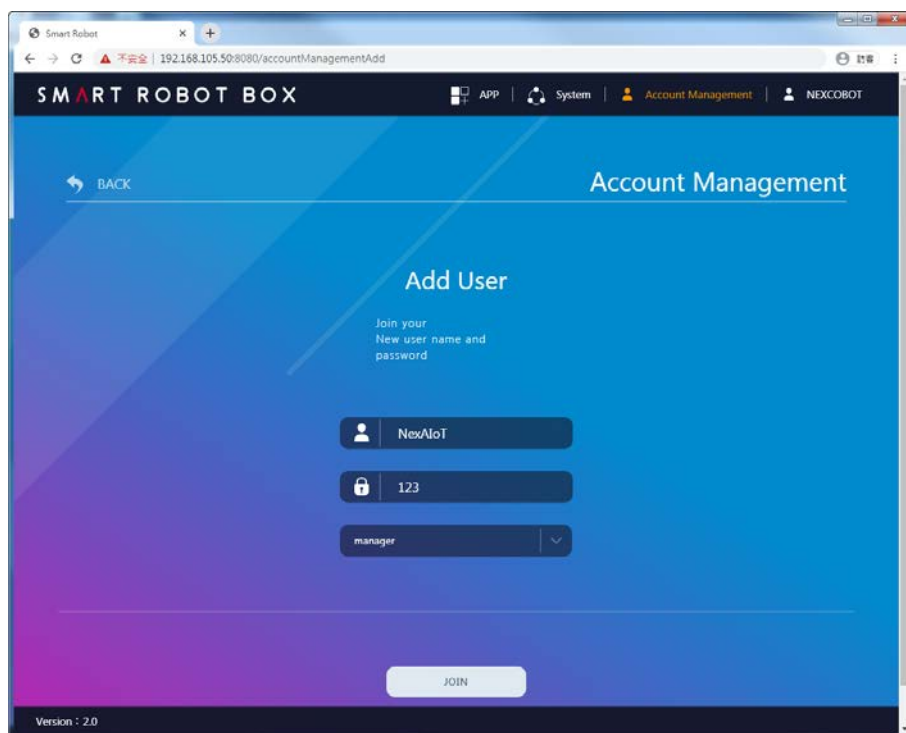 Smart Robot
不安全 | 192.168.105.50:8080/accountManagementAdd
訪客
SMART ROBOT BOX
APP | System | Account Management | NEXCOBOT
BACK
Account Management
Add User
Join your
New user name and
password
NexAIoT
123
manager
JOIN
Version：2.0